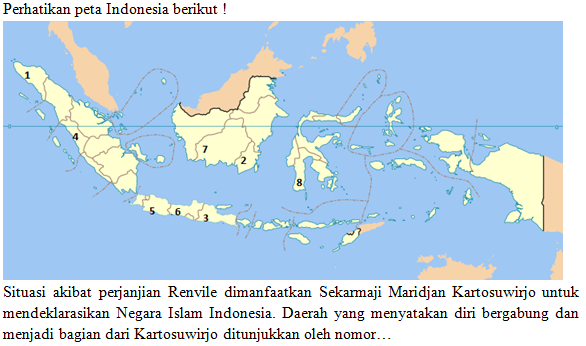 Perhatikan peta Indonesia berikut !
1
4
7
2
8
5
6
3
Situasi akibat perjanjian Renvile dimanfaatkan Sekarmaji Maridjan Kartosuwirjo untuk
mendeklarasikan Negara Islam Indonesia. Daerah yang menyatakan diri bergabung dan
menjadi bagian dari Kartosuwirjo ditunjukkan oleh nomor…